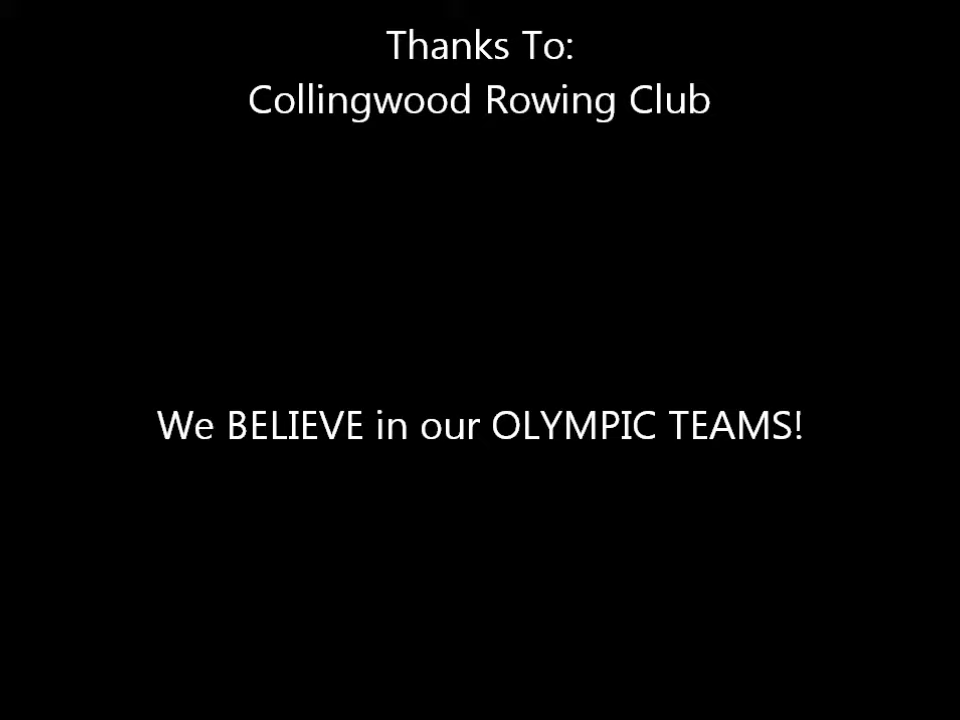 Thanks To:
Collingwood Rowing Club
We BELIEVE in our OLYMPIC TEAMS!